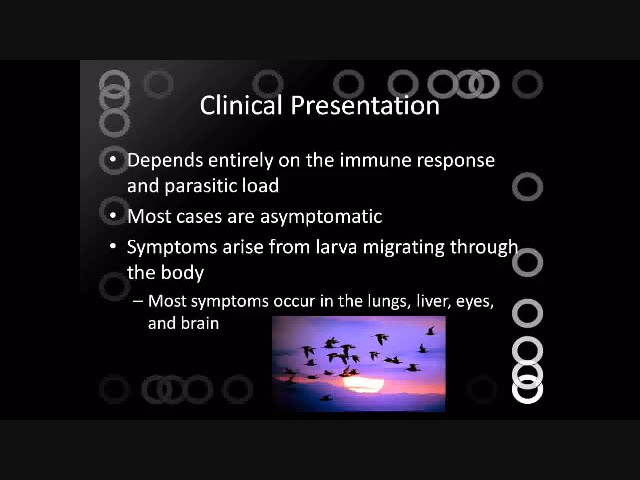 Clinical Presentation
• Depends entirely on the immune response
and parasitic load
• Most cases are asymptomatic
• Symptoms arise from larva migrating through
the body
– Most symptoms occur in the lungs, liver, eyes,
and brain